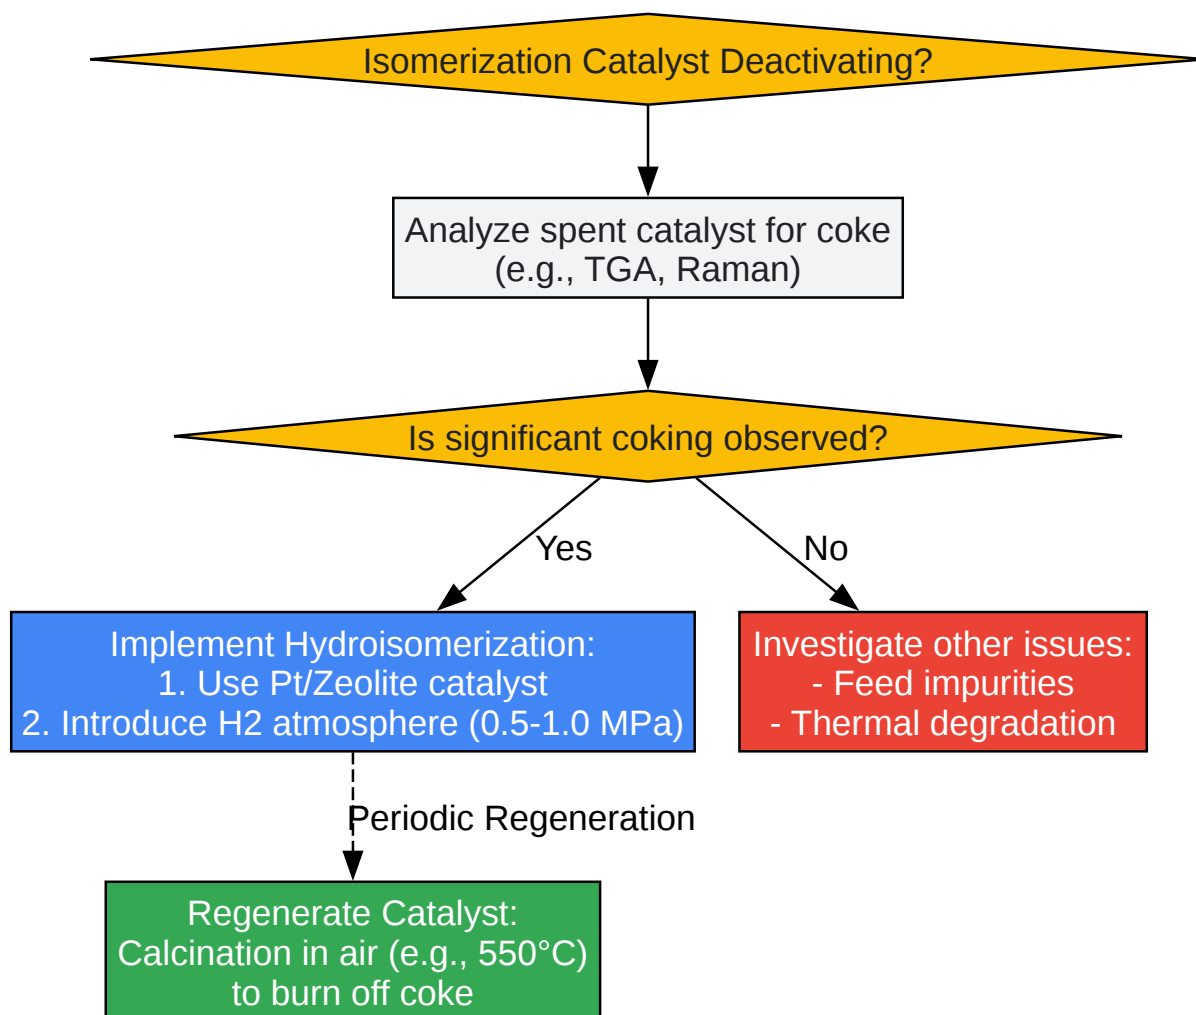 Isomerization Catalyst Deactivating?
Analyze spent catalyst for coke
(e.g., TGA, Raman)
Is significant coking observed?
Yes
No
Implement Hydroisomerization:
1. Use Pt/Zeolite catalyst
2. Introduce H2 atmosphere (0.5-1.0 MPa)
Investigate other issues:
- Feed impurities
- Thermal degradation
Periodic Regeneration
Regenerate Catalyst:
Calcination in air (e.g., 550°C)
to burn off coke